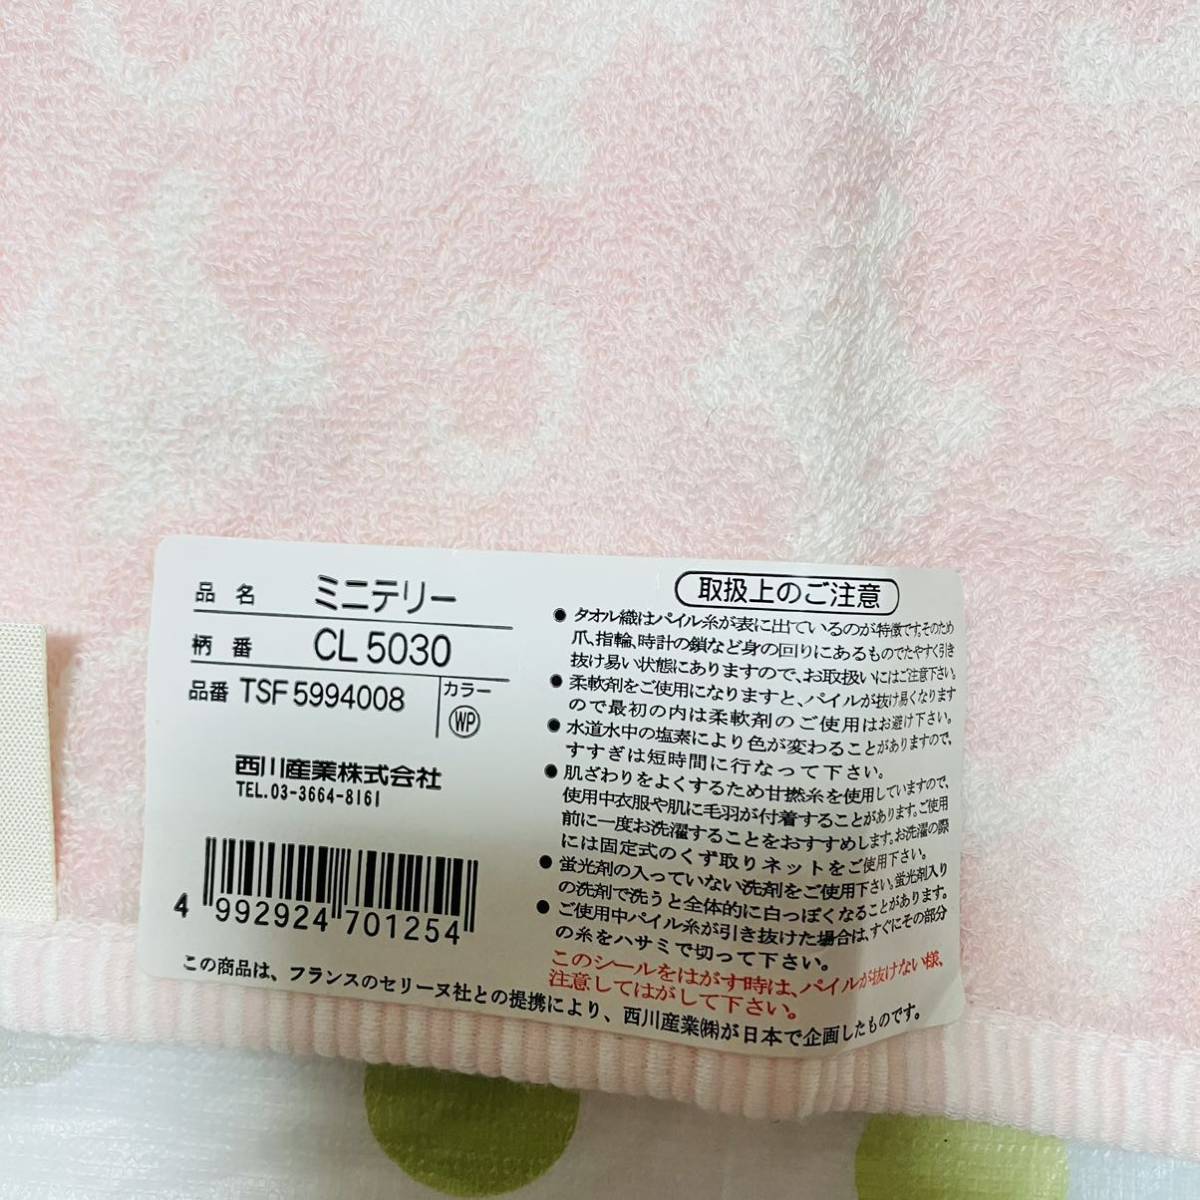 品名 ミニテリー
柄番 CL5030
品番 TSF5994008
カラー
WP
西川産業株式会社
TEL.03-3664-8161
4 992924 701254
取扱上のご注意
● タオル織はパイル糸が表に出ているのが特徴です。そのため
爪、指輪、時計の鎖など身の回りにあるものでたやすく引き
抜け易い状態にありますので、お取扱いにはご注意下さい。
● 柔軟剤をご使用になりますと、パイルが抜け易くなります
ので最初の内は柔軟剤のご使用はお避け下さい。
● 水道水中の塩素により色が変わることがありますので、
すすぎは短時間に行なって下さい。
● 肌ざわりをよくするため甘撚糸を使用していますので、
使用中衣服や肌に毛羽が付着することがあります。ご使用
前に一度お洗濯することをおすすめします。お洗濯の際
には固定式のくず取りネットをご使用下さい。
● 蛍光剤の入っていない洗剤をご使用下さい。蛍光剤入り
の洗剤で洗うと全体的に白っぽくなることがあります。
● ご使用中パイル糸が引き抜けた場合は、すぐにその部分
の糸をハサミで切って下さい。
このシールをはがす時は、パイルが抜けない様、
注意してはがして下さい。
この商品は、フランスのセリーヌ社との提携により、西川産業㈱が日本で企画したものです。